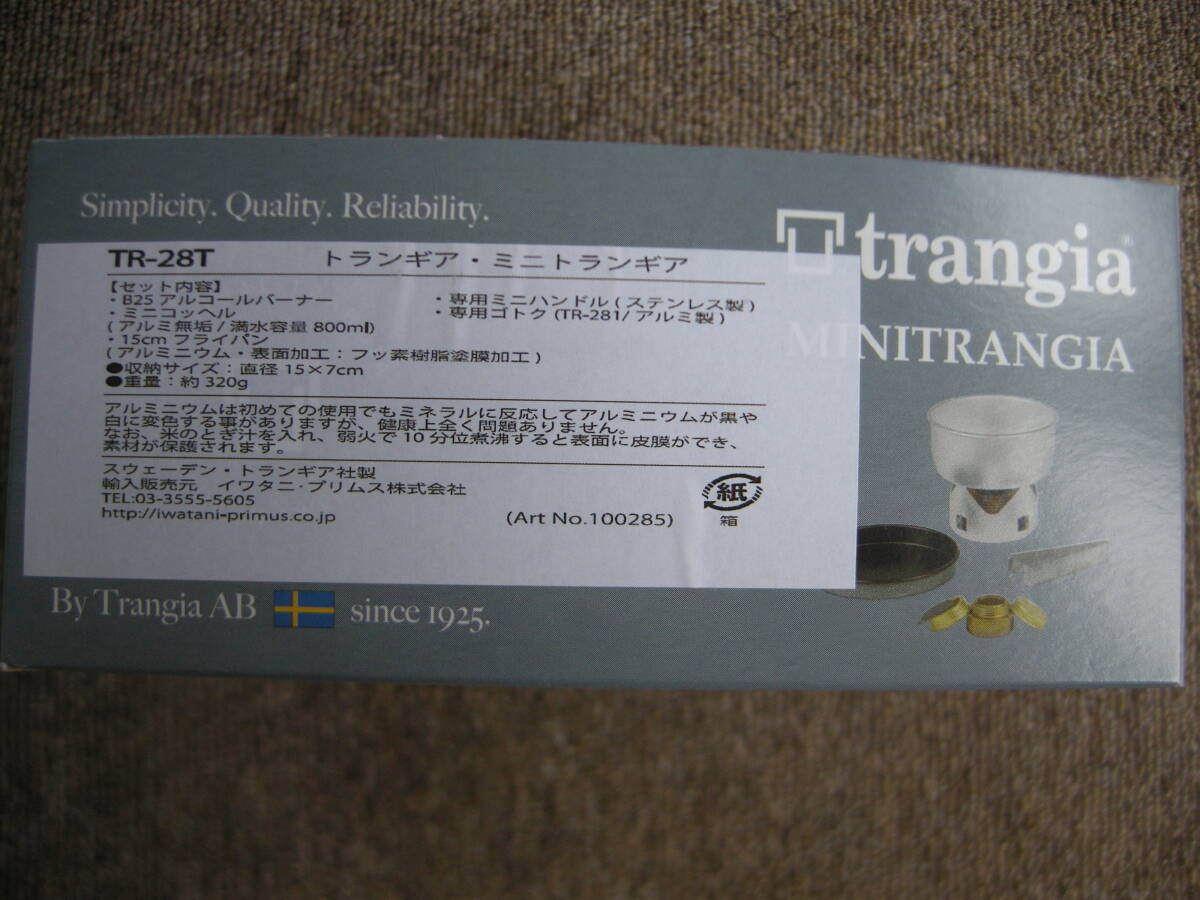 Simplicity. Quality. Reliability.
trangia®
NITRANGIA
TR-28T トランギア・ミニトランギア
【セット内容】
・B25 アルコールバーナー
・ミニコッヘル
(アルミ無垢/満水容量 800ml)
・15cm フライパン
(アルミニウム・表面加工：フッ素樹脂塗膜加工)
・専用ミニハンドル(ステンレス製)
・専用ゴトク(TR-281/アルミ製)
●収納サイズ：直径 15×7cm
●重量：約 320g
アルミニウムは初めての使用でもミネラルに反応してアルミニウムが黒や
白に変色する事がありますが、健康上全く問題ありません。
なお、米のとぎ汁を入れ、弱火で 10 分位煮沸すると表面に皮膜ができ、
素材が保護されます。
スウェーデン・トランギア社製
輸入販売元 イワタニ・プリムス株式会社
TEL:03-3555-5605
http://iwatani-primus.co.jp
(Art No.100285)
紙
箱
By Trangia AB since 1925.